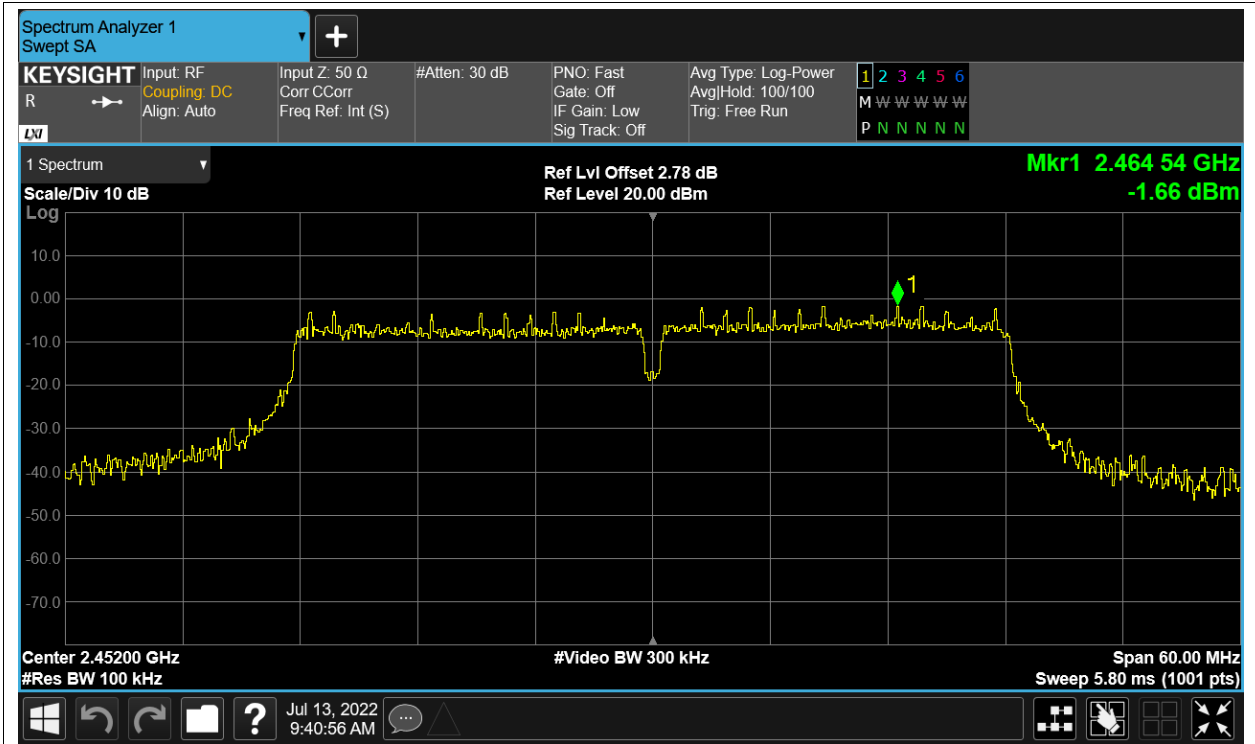 Spectrum Analyzer 1
Swept SA
KEYSIGHT
R
LXI
Input: RF
Coupling: DC
Align: Auto
Input Z: 50 Ω
Corr CCorr
Freq Ref: Int (S)
#Atten: 30 dB
PNO: Fast
Gate: Off
IF Gain: Low
Sig Track: Off
Avg Type: Log-Power
Avg|Hold: 100/100
Trig: Free Run
1 2 3 4 5 6
M W W W W W
P N N N N N
1 Spectrum
Scale/Div 10 dB
Log
Ref Lvl Offset 2.78 dB
Ref Level 20.00 dBm
Mkr1 2.464 54 GHz
-1.66 dBm
1
10.0
0.00
-10.0
-20.0
-30.0
-40.0
-50.0
-60.0
-70.0
Center 2.45200 GHz
#Res BW 100 kHz
#Video BW 300 kHz
Span 60.00 MHz
Sweep 5.80 ms (1001 pts)
?
Jul 13, 2022
9:40:56 AM